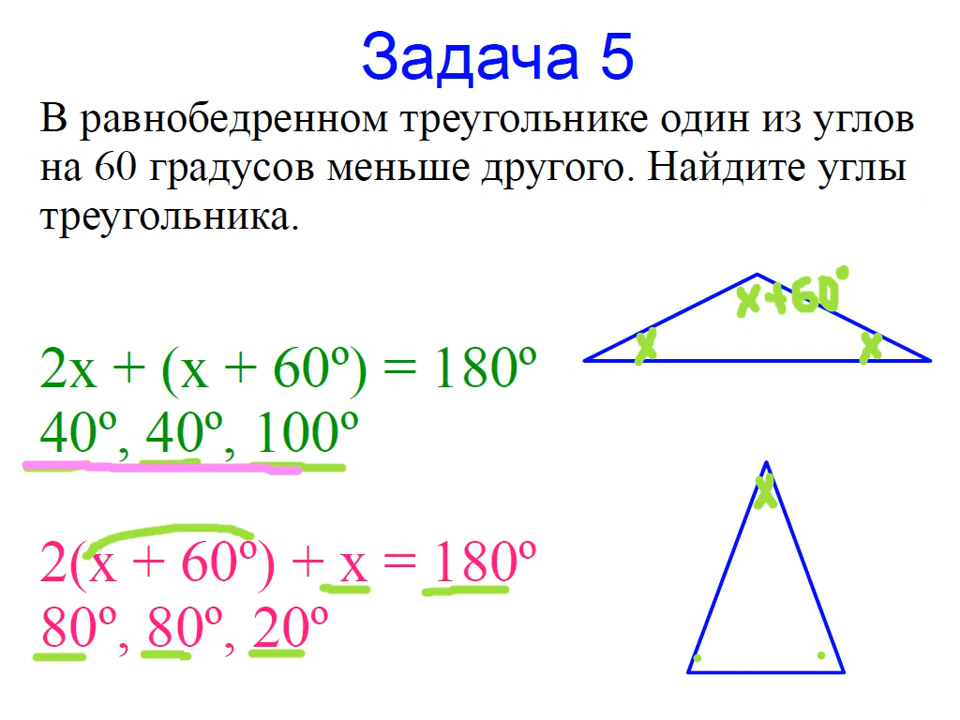 Задача 5
В равнобедренном треугольнике один из углов
на 60 градусов меньше другого. Найдите углы
треугольника.
x+60°
x x
2x + (x + 60º) = 180º
40º, 40º, 100º
x
2(x + 60º) + x = 180º
80º, 80º, 20º